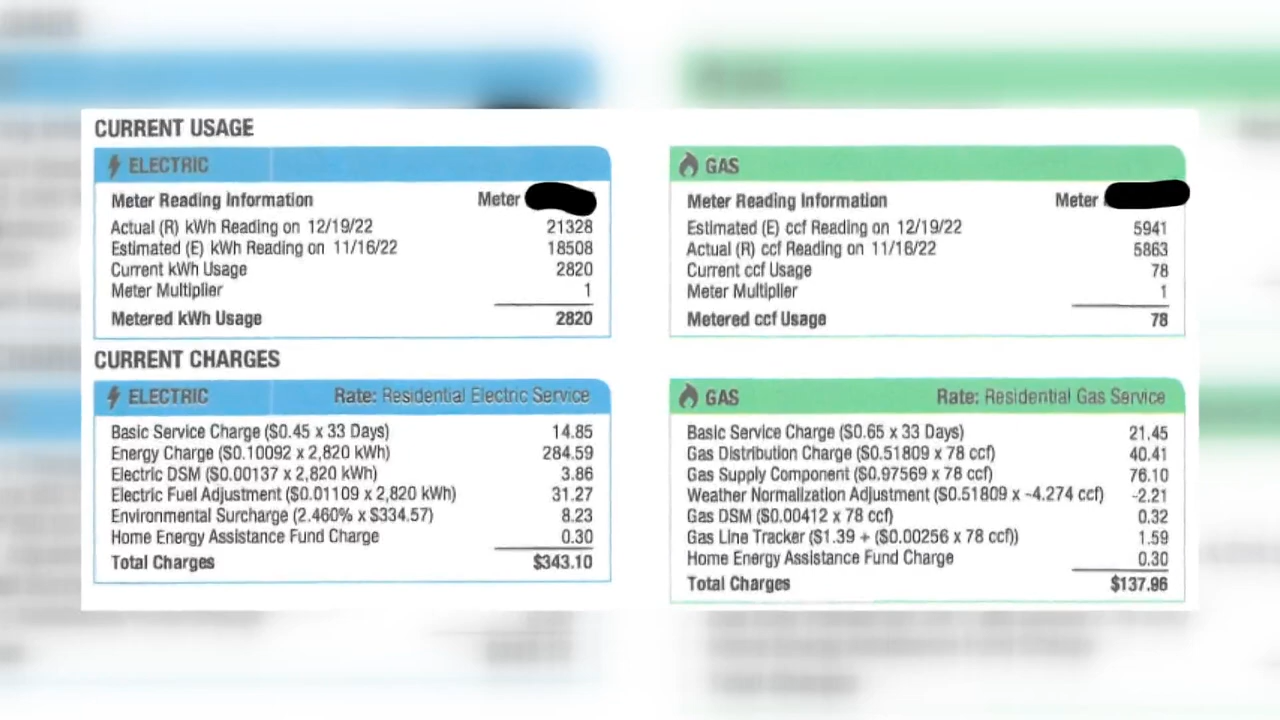 CURRENT USAGE
ELECTRIC
Meter Reading Information Meter
Actual (R) kWh Reading on 12/19/22 21328
Estimated (E) kWh Reading on 11/16/22 18508
Current kWh Usage 2820
Meter Multiplier 1
Metered kWh Usage 2820
GAS
Meter Reading Information Meter
Estimated (E) ccf Reading on 12/19/22 5941
Actual (R) ccf Reading on 11/16/22 5863
Current ccf Usage 78
Meter Multiplier 1
Metered ccf Usage 78
CURRENT CHARGES
ELECTRIC Rate: Residential Electric Service
Basic Service Charge ($0.45 x 33 Days) 14.85
Energy Charge ($0.10092 x 2,820 kWh) 284.59
Electric DSM ($0.00137 x 2,820 kWh) 3.86
Electric Fuel Adjustment ($0.01109 x 2,820 kWh) 31.27
Environmental Surcharge (2.460% x $334.57) 8.23
Home Energy Assistance Fund Charge 0.30
Total Charges $343.10
GAS Rate: Residential Gas Service
Basic Service Charge ($0.65 x 33 Days) 21.45
Gas Distribution Charge ($0.51809 x 78 ccf) 40.41
Gas Supply Component ($0.97569 x 78 ccf) 76.10
Weather Normalization Adjustment ($0.51809 x -4.274 ccf) -2.21
Gas DSM ($0.00412 x 78 ccf) 0.32
Gas Line Tracker ($1.39 + ($0.00256 x 78 ccf)) 1.59
Home Energy Assistance Fund Charge 0.30
Total Charges $137.96